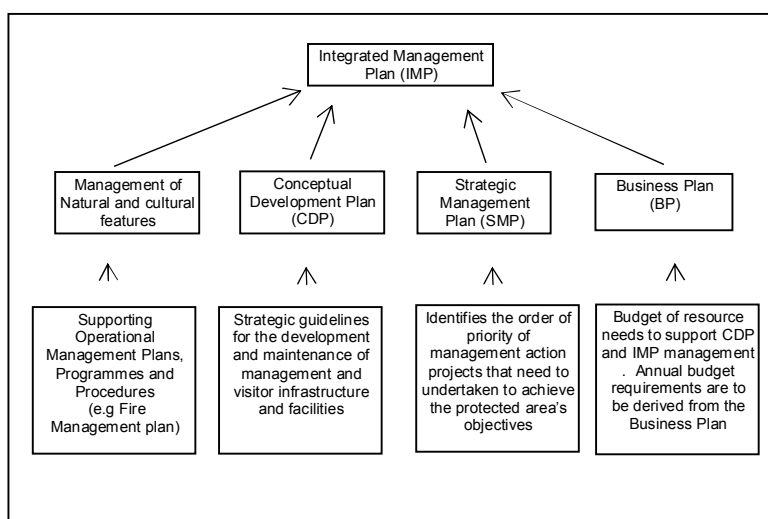 Integrated Management
Plan (IMP)
Management of
Natural and cultural
features
Conceptual
Development Plan
(CDP)
Strategic
Management
Plan (SMP)
Business Plan
(BP)
Supporting
Operational
Management Plans,
Programmes and
Procedures
(e.g Fire
Management plan)
Strategic guidelines
for the development
and maintenance of
management and
visitor infrastructure
and facilities
Identifies the order of
priority of
management action
projects that need to
undertaken to achieve
the protected area's
objectives
Budget of resource
needs to support CDP
and IMP management
. Annual budget
requirements are to
be derived from the
Business Plan